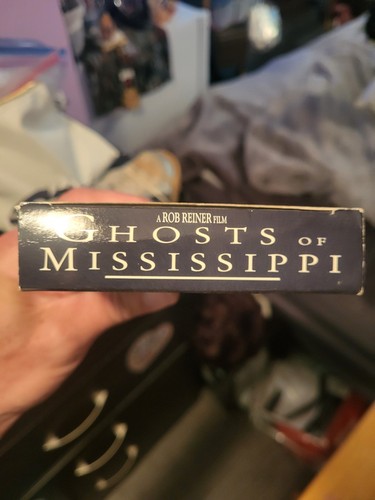 A ROB REINER FILM
GHOSTS OF
MISSISSIPPI